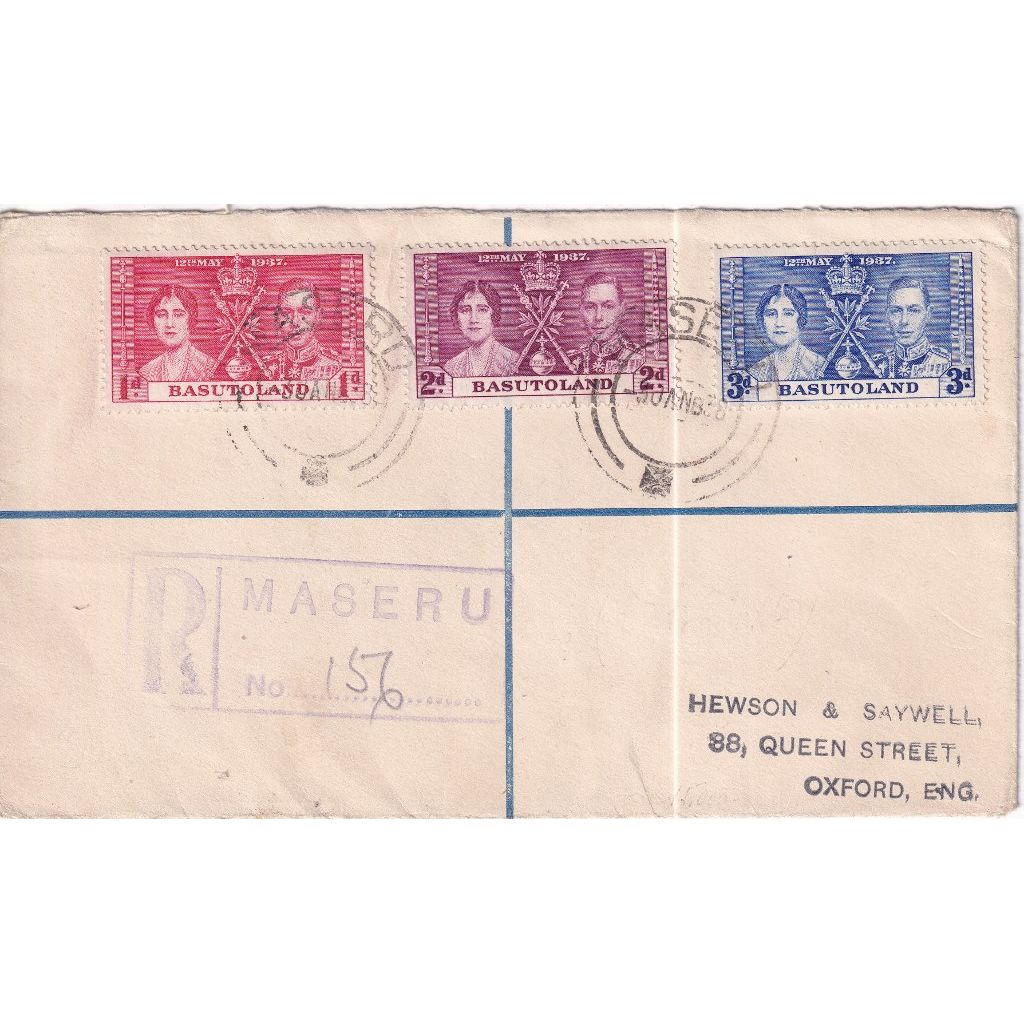 12TH MAY 1937.
1d. BASUTOLAND 1d.
12TH MAY 1937.
2d BASUTOLAND 2d
12TH MAY 1937.
3d. BASUTOLAND 3d.
R MASERU
No 156
HEWSON & SAYWELL,
88, QUEEN STREET,
OXFORD, ENG.